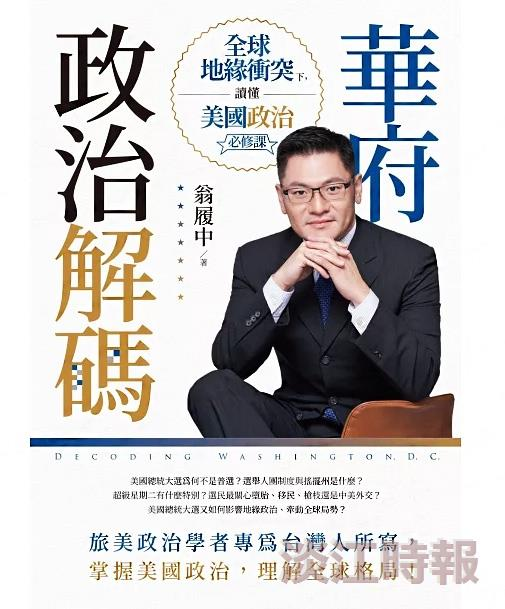 華府
政治解碼
全球
地緣衝突下,
讀懂
美國政治
必修課
翁履中/著
DECODING WASHINGTON, D.C.
美國總統大選為何不是普選?選舉人團制度與搖擺州是什麼?
超級星期二有什麼特別?選民最關心墮胎、移民、槍枝還是中美外交?
美國總統大選又如何影響地緣政治、牽動全球局勢?
旅美政治學者專為台灣人所寫,
掌握美國政治,理解全球格局!
淡江時報